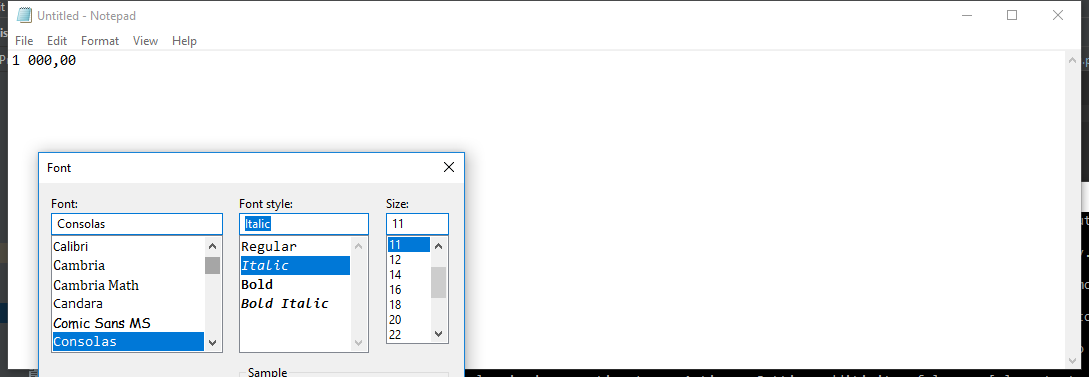 Untitled - Notepad
File Edit Format View Help
1 000,00
Font
Font: Font style: Size:
Consolas Italic 11
Calibri Regular 11
Cambria Italic 12
Cambria Math Bold 14
Candara Bold Italic 16
Comic Sans MS 18
Consolas 20
22
Sample